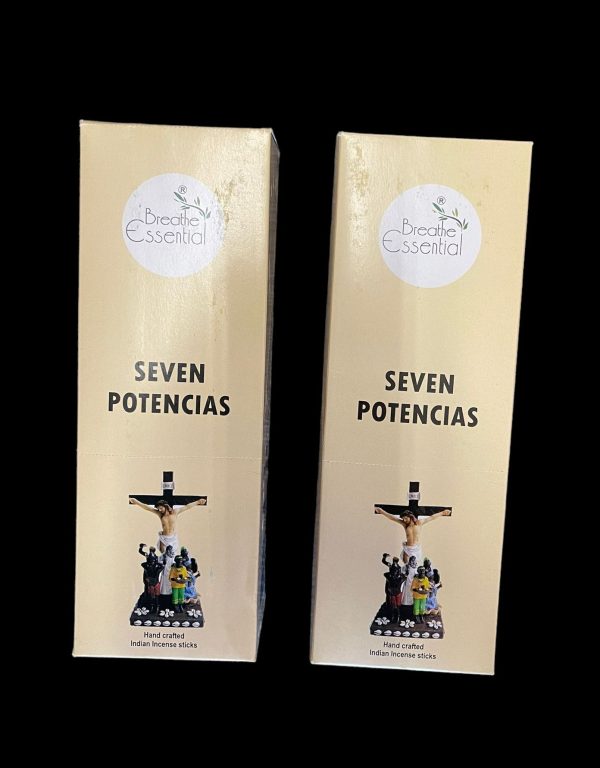 ®
Breathe
Essential
SEVEN
POTENCIAS
Hand crafted
Indian Incense sticks
®
Breathe
Essential
SEVEN
POTENCIAS
Hand crafted
Indian Incense sticks